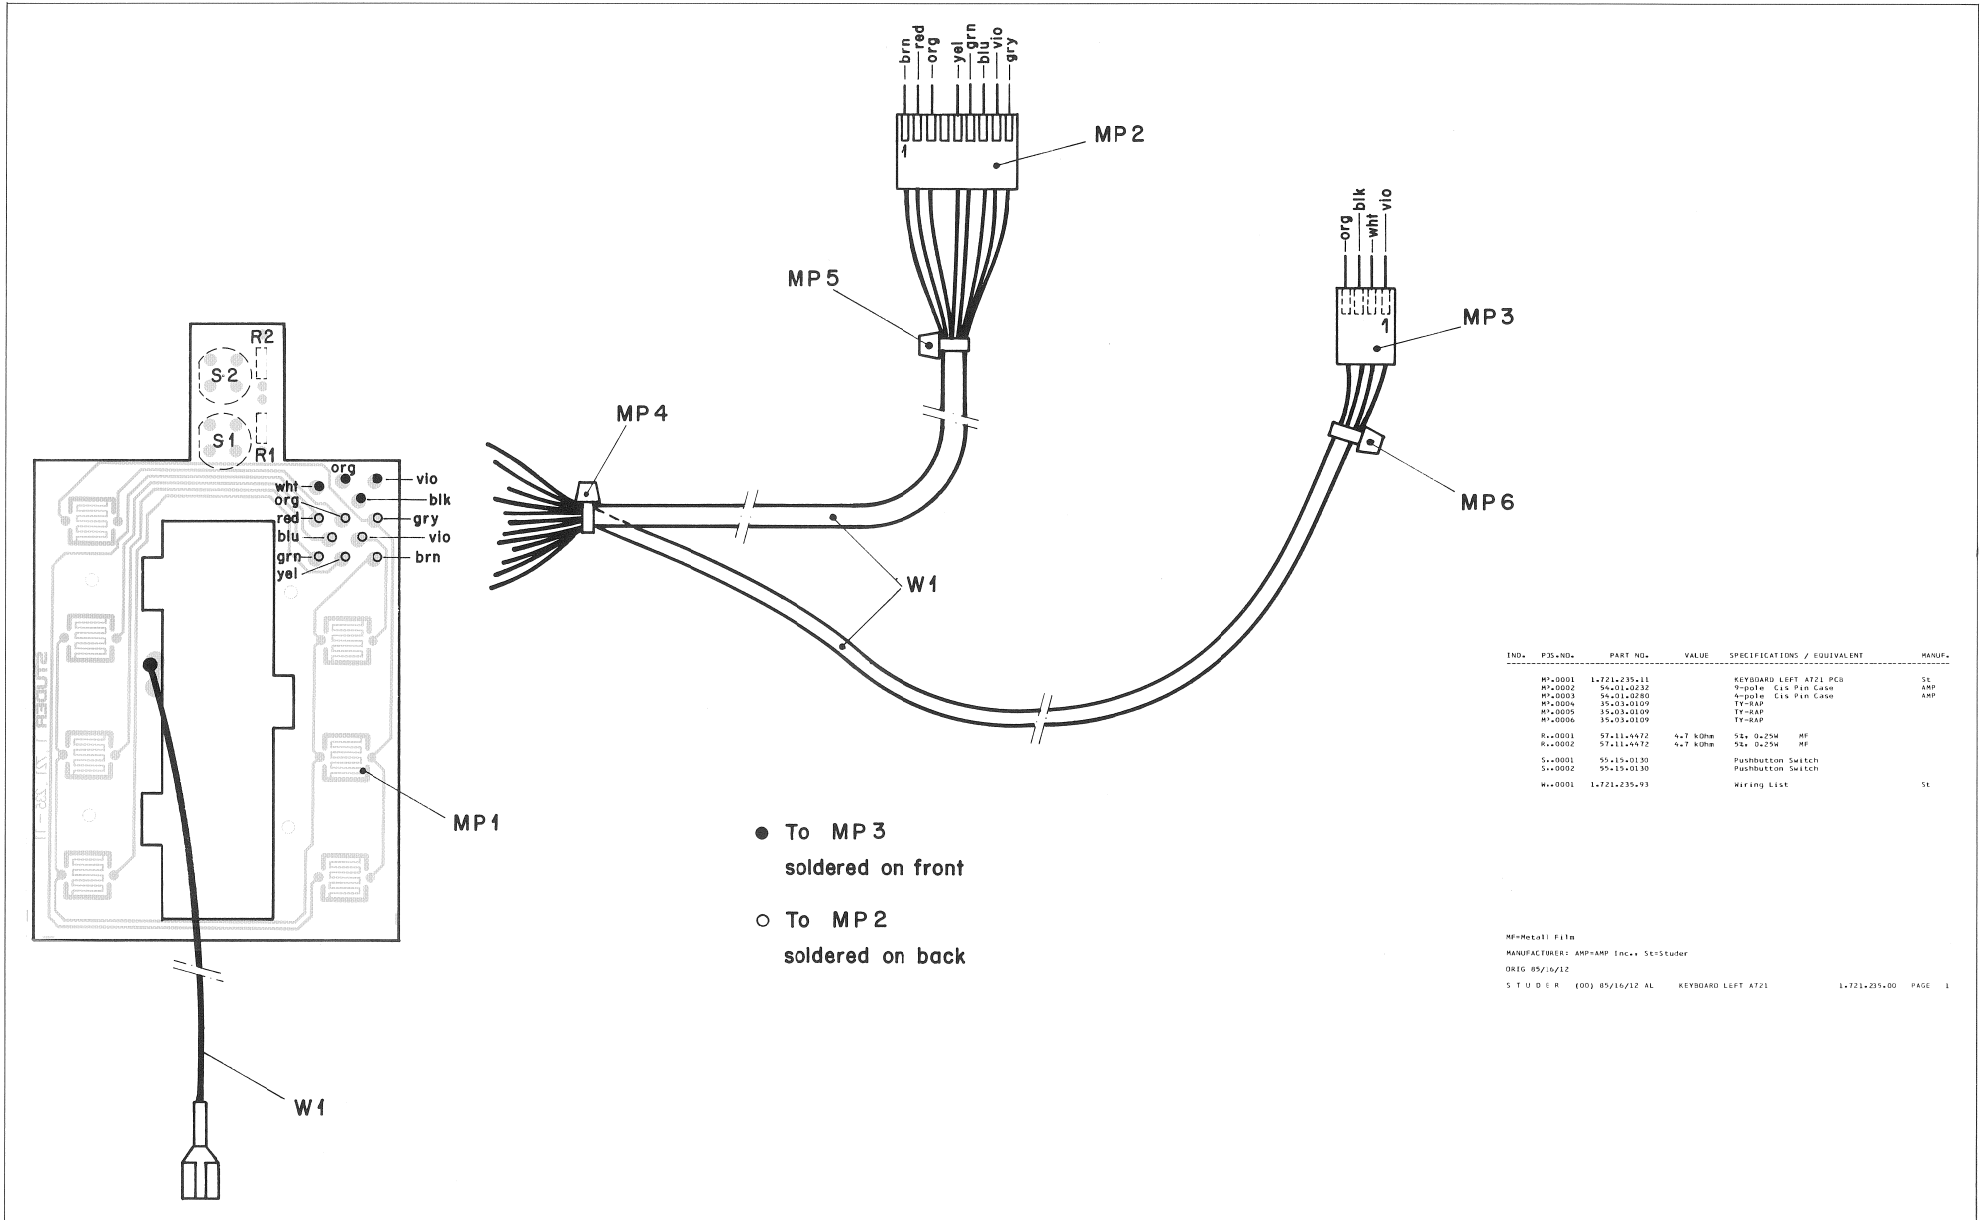 brn
red
org
yel
grn
blu
vio
gry
1
MP2
org
blk
wht
vio
1
MP3
MP5
MP6
MP4
W1
R2
S2
S1
R1
org
vio
wht
blk
org
red
gry
blu
vio
grn
brn
yel
MP1
W1
● To MP3
soldered on front
○ To MP2
soldered on back
IND. POS.NO. PART NO. VALUE SPECIFICATIONS / EQUIVALENT MANUF.
MP.0001 1.721.235.11 KEYBOARD LEFT A721 PCB St
MP.0002 54.01.0232 9-pole Cis Pin Case AMP
MP.0003 54.01.0280 4-pole Cis Pin Case AMP
MP.0004 35.03.0109 TY-RAP
MP.0005 35.03.0109 TY-RAP
MP.0006 35.03.0109 TY-RAP
R..0001 57.11.4472 4.7 kOhm 5%, 0.25W MF
R..0002 57.11.4472 4.7 kOhm 5%, 0.25W MF
S..0001 55.15.0130 Pushbutton Switch
S..0002 55.15.0130 Pushbutton Switch
W..0001 1.721.235.93 Wiring List St
MF=Metall Film
MANUFACTURER: AMP=AMP Inc., St=Studer
ORIG 85/16/12
S T U D E R (00) 85/16/12 AL KEYBOARD LEFT A721 1.721.235.00 PAGE 1
STUDER 1.721.235-11